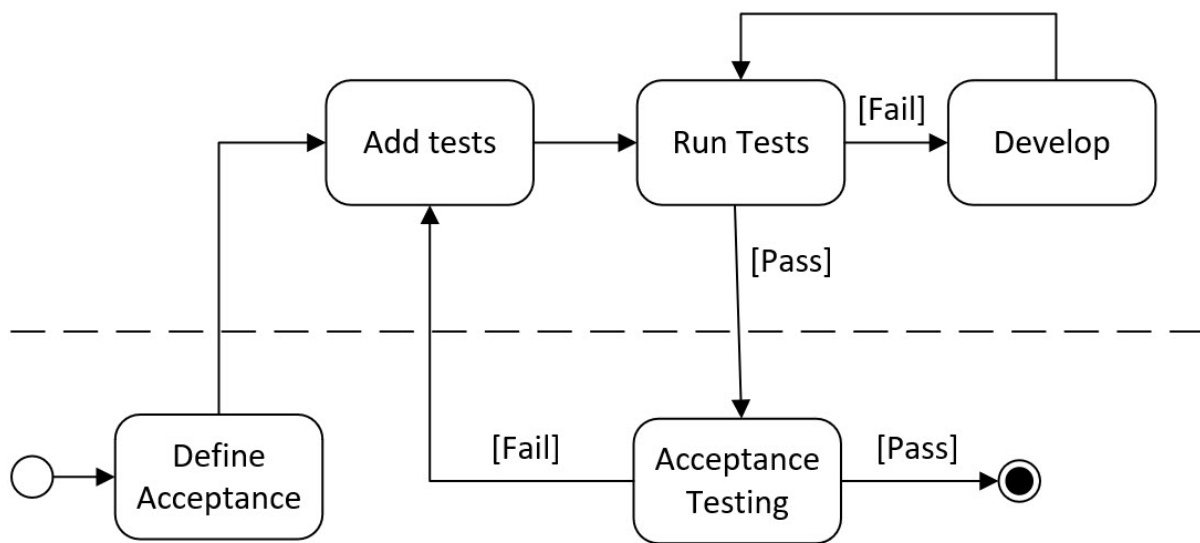 Add tests
Run Tests
[Fail]
Develop
[Pass]
Define
Acceptance
[Fail]
Acceptance
Testing
[Pass]